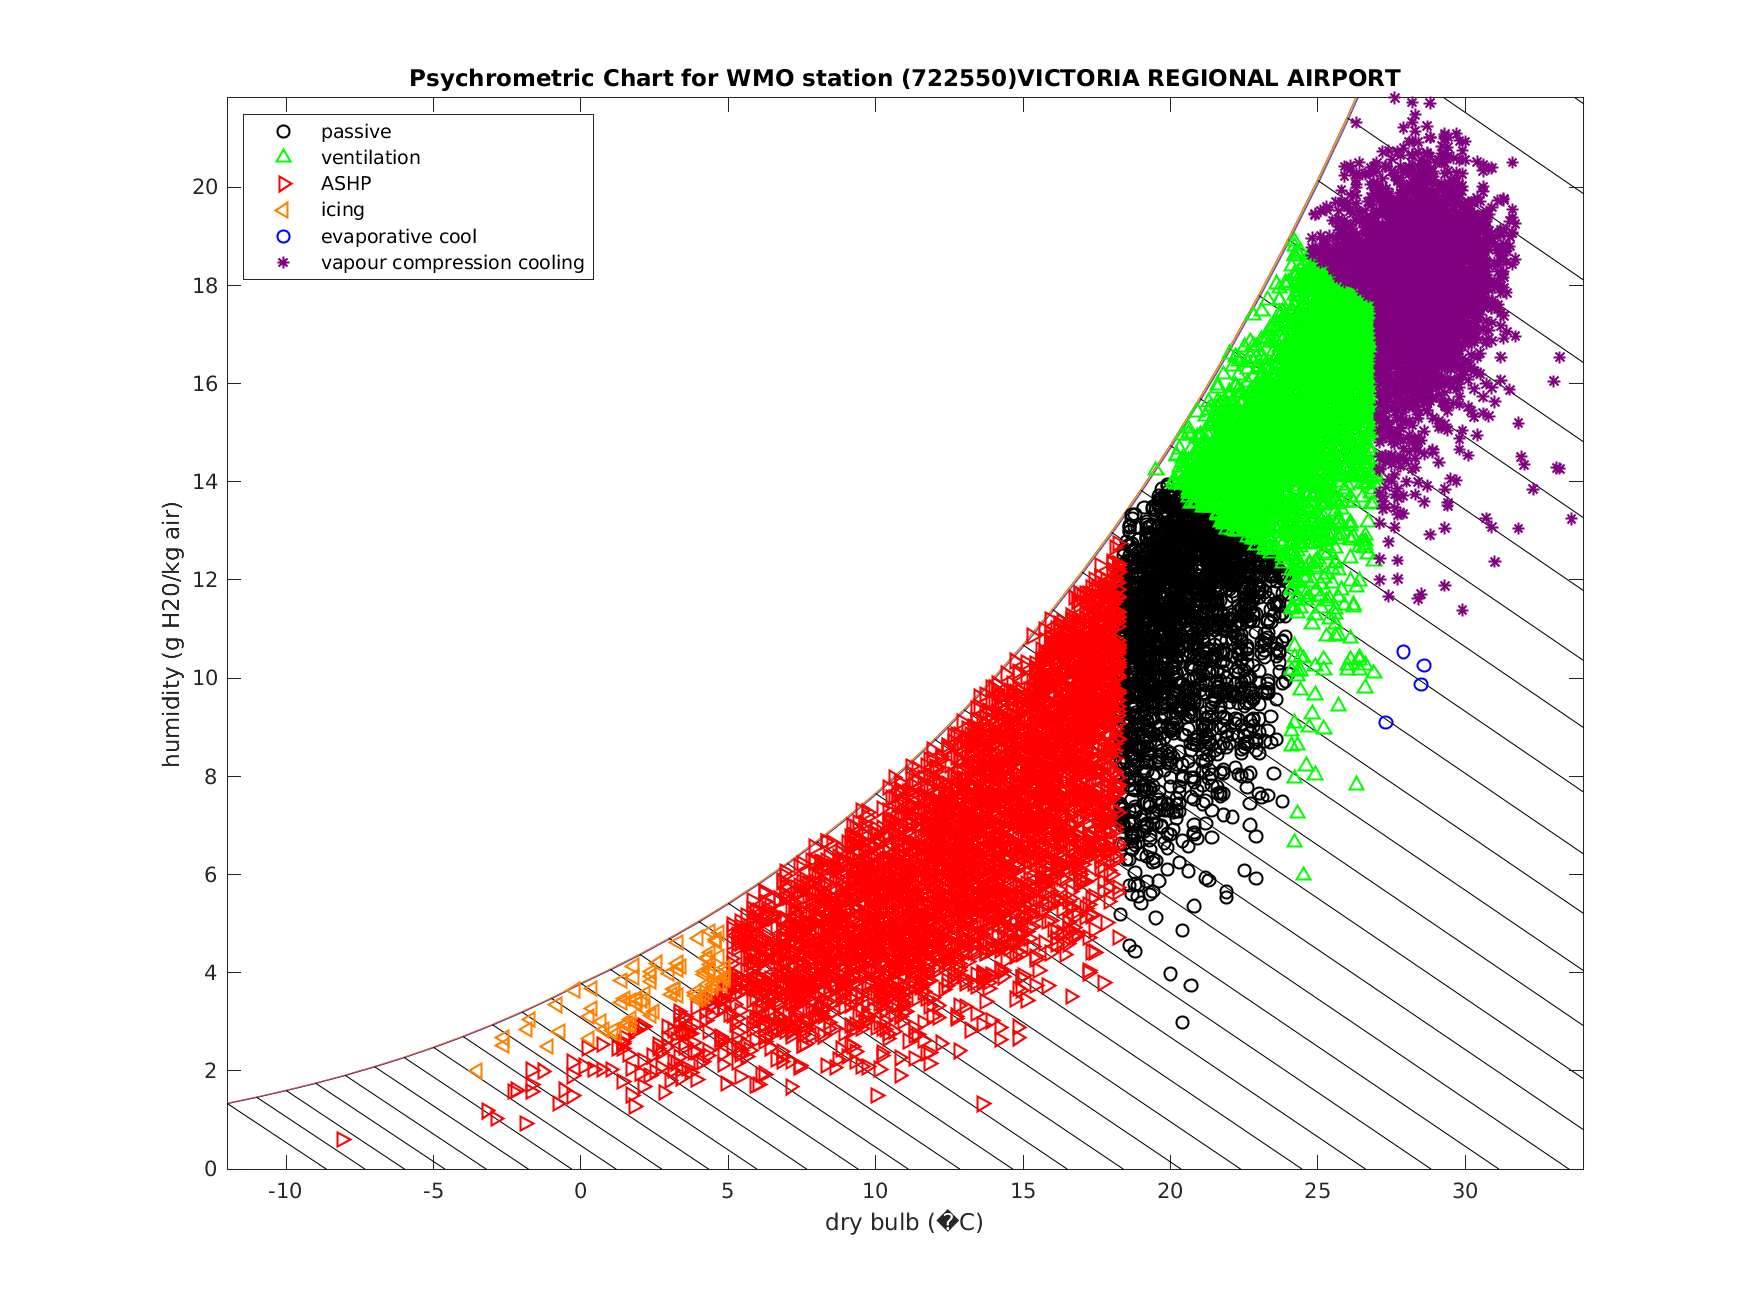 Psychrometric Chart for WMO station (722550)VICTORIA REGIONAL AIRPORT
passive
ventilation
ASHP
icing
evaporative cool
vapour compression cooling
humidity (g H20/kg air)
20
18
16
14
12
10
8
6
4
2
0
-10 -5 0 5 10 15 20 25 30
dry bulb (�C)